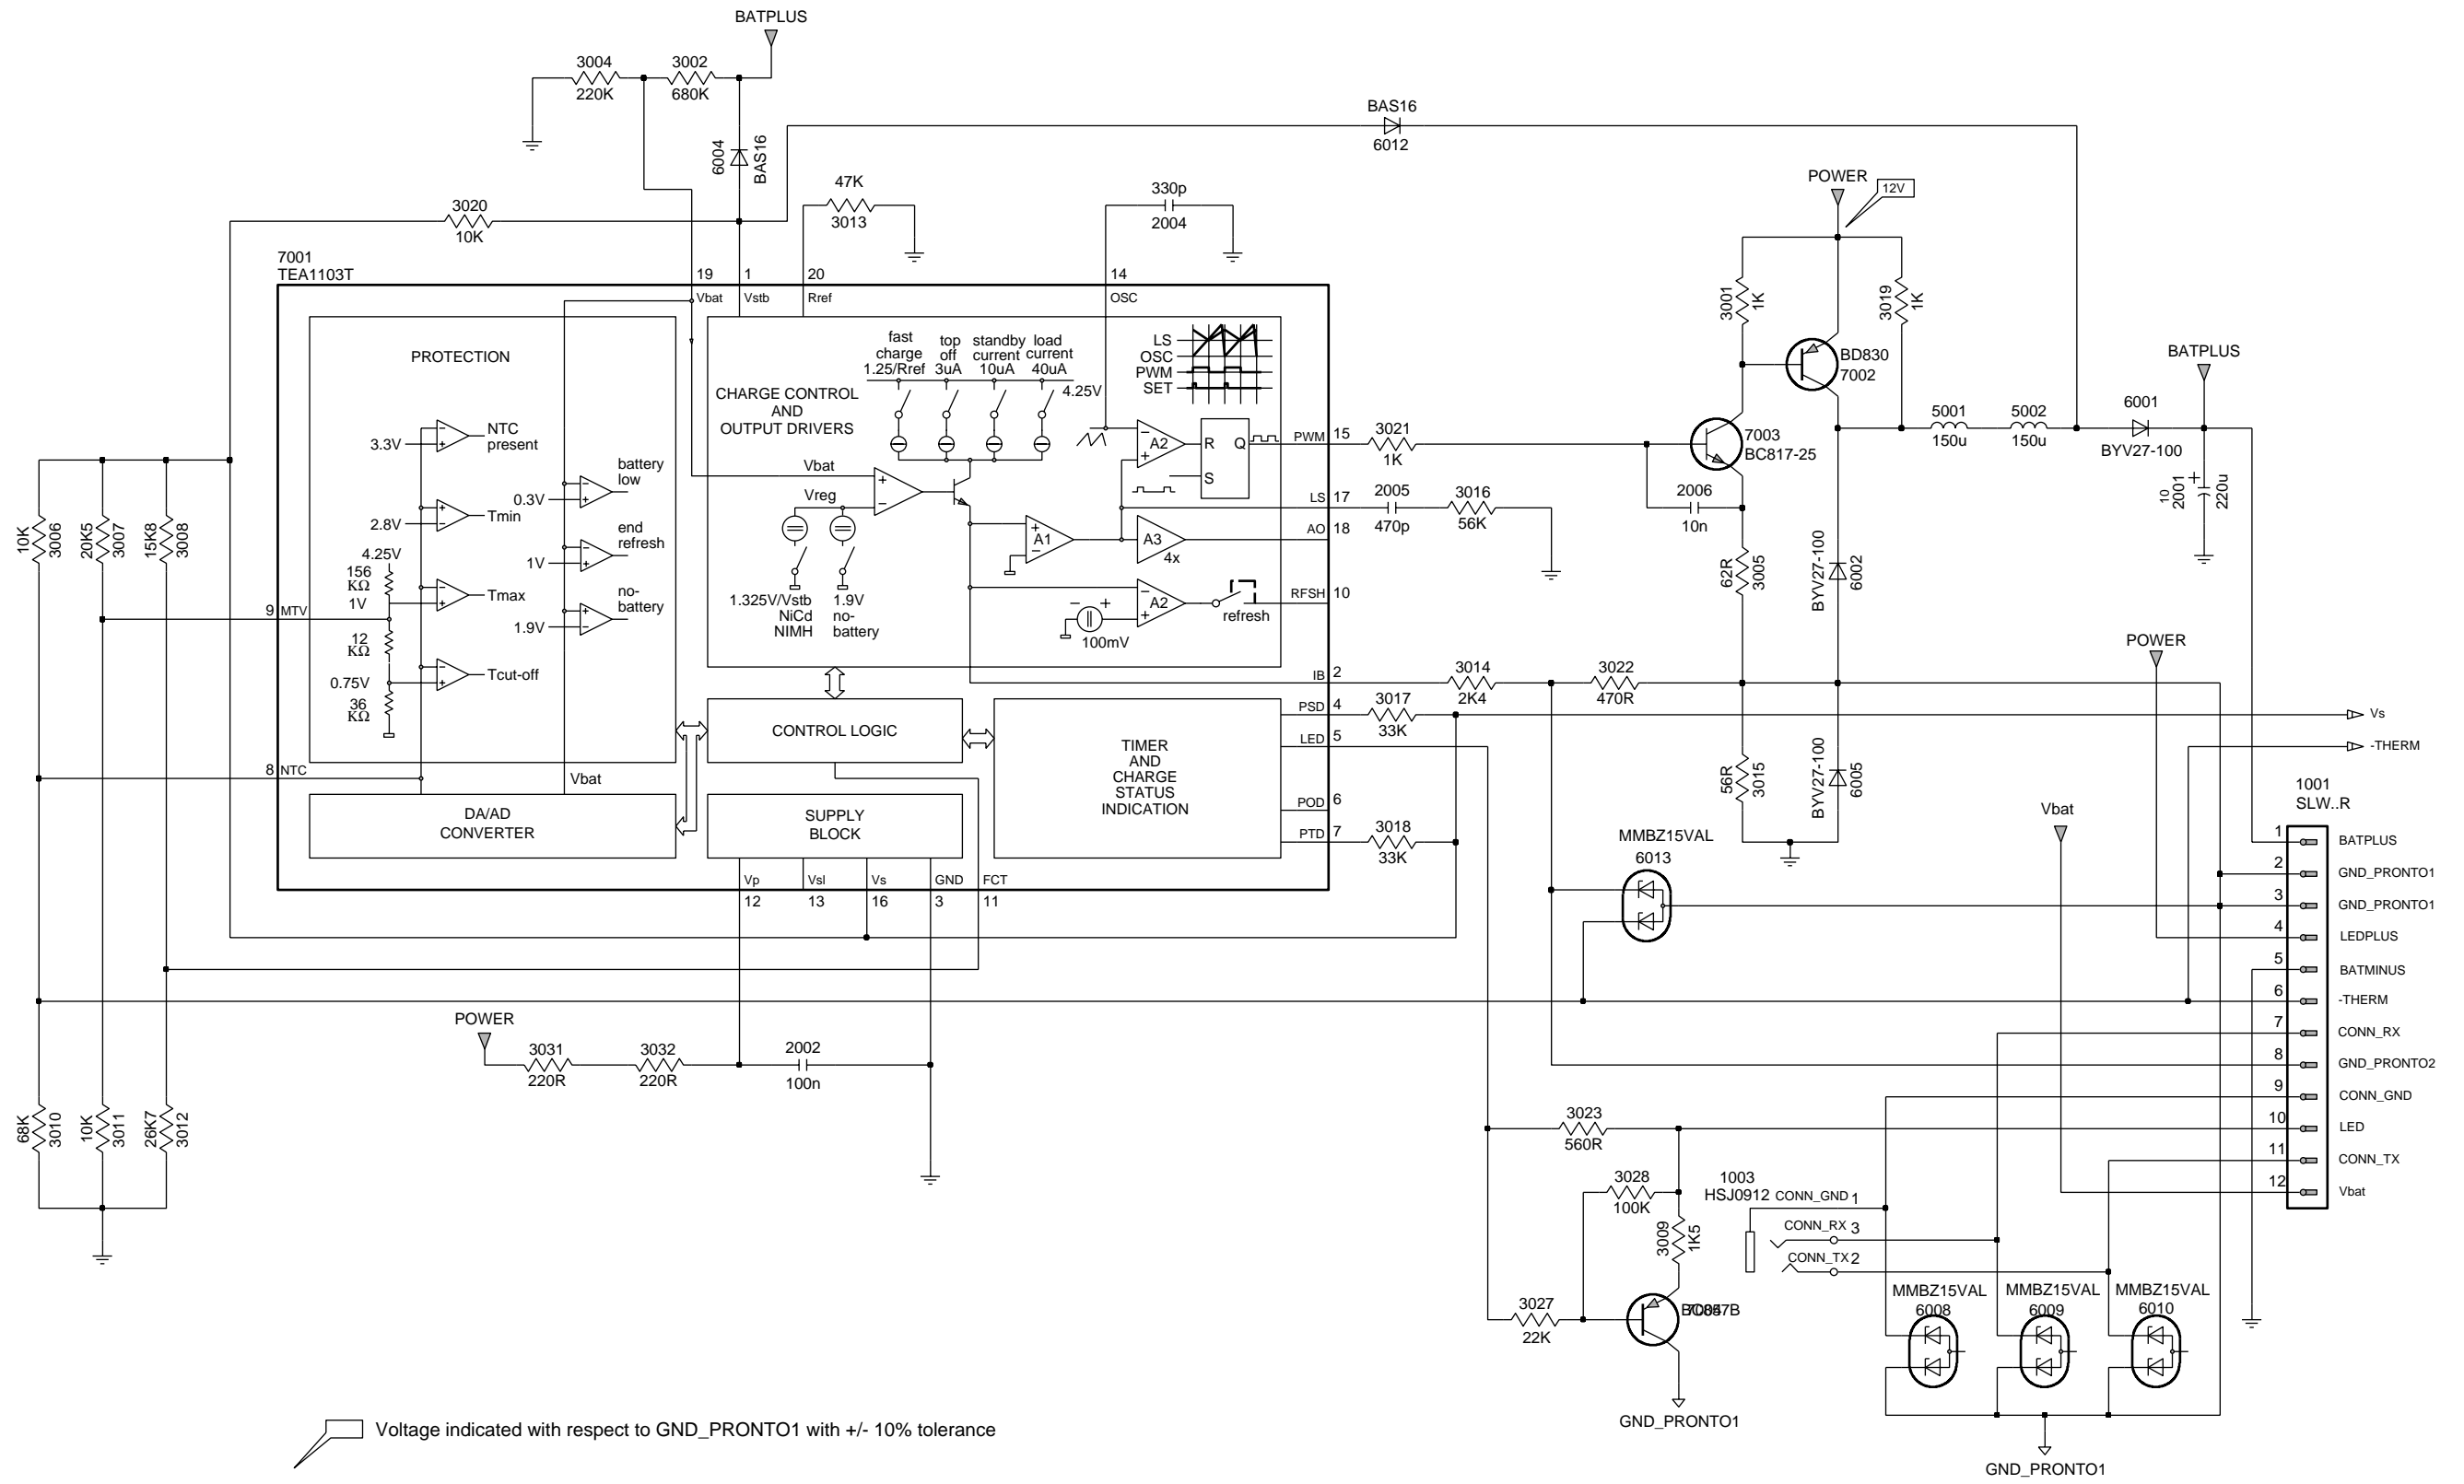 BATPLUS
3004
220K
3002
680K
6004
BAS16
BAS16
6012
3020
10K
47K
3013
330p
2004
POWER
12V
7001
TEA1103T
19
1
20
14
Vbat
Vstb
Rref
OSC
PROTECTION
NTC
present
3.3V
Tmin
2.8V
4.25V
156
KΩ
1V
Tmax
12
KΩ
0.75V
Tcut-off
36
KΩ
battery
low
0.3V
end
refresh
1V
no-
battery
1.9V
Vbat
9
MTV
8
NTC
CHARGE CONTROL
AND
OUTPUT DRIVERS
fast
charge
1.25/Rref
top
off
3uA
standby
current
10uA
load
current
40uA
4.25V
LS
OSC
PWM
SET
Vbat
Vreg
1.325V/Vstb
NiCd
NIMH
1.9V
no-
battery
A2
R
Q
S
A1
A3
4x
A2
100mV
refresh
PWM
15
LS
17
AO
18
RFSH
10
IB
2
PSD
4
LED
5
POD
6
PTD
7
CONTROL LOGIC
TIMER
AND
CHARGE
STATUS
INDICATION
DA/AD
CONVERTER
SUPPLY
BLOCK
Vp
Vsl
Vs
GND
FCT
12
13
16
3
11
10K
3006
20K5
3007
15K8
3008
68K
3010
10K
3011
26K7
3012
POWER
3031
220R
3032
220R
2002
100n
3021
1K
2005
470p
3016
56K
3001
1K
3019
1K
BD830
7002
7003
BC817-25
2006
10n
62R
3005
BYV27-100
6002
5001
150u
5002
150u
6001
BYV27-100
BATPLUS
10
2001
+
220u
3014
2K4
3022
470R
3017
33K
3018
33K
56R
3015
BYV27-100
6005
POWER
Vs
-THERM
MMBZ15VAL
6013
Vbat
1001
SLW..R
1
BATPLUS
2
GND_PRONTO1
3
GND_PRONTO1
4
LEDPLUS
5
BATMINUS
6
-THERM
7
CONN_RX
8
GND_PRONTO2
9
CONN_GND
10
LED
11
CONN_TX
12
Vbat
3023
560R
3028
100K
3009
1K5
3027
22K
GND_PRONTO1
1003
HSJ0912
CONN_GND
1
CONN_RX
3
CONN_TX
2
MMBZ15VAL
6008
MMBZ15VAL
6009
MMBZ15VAL
6010
GND_PRONTO1
Voltage indicated with respect to GND_PRONTO1 with +/- 10% tolerance